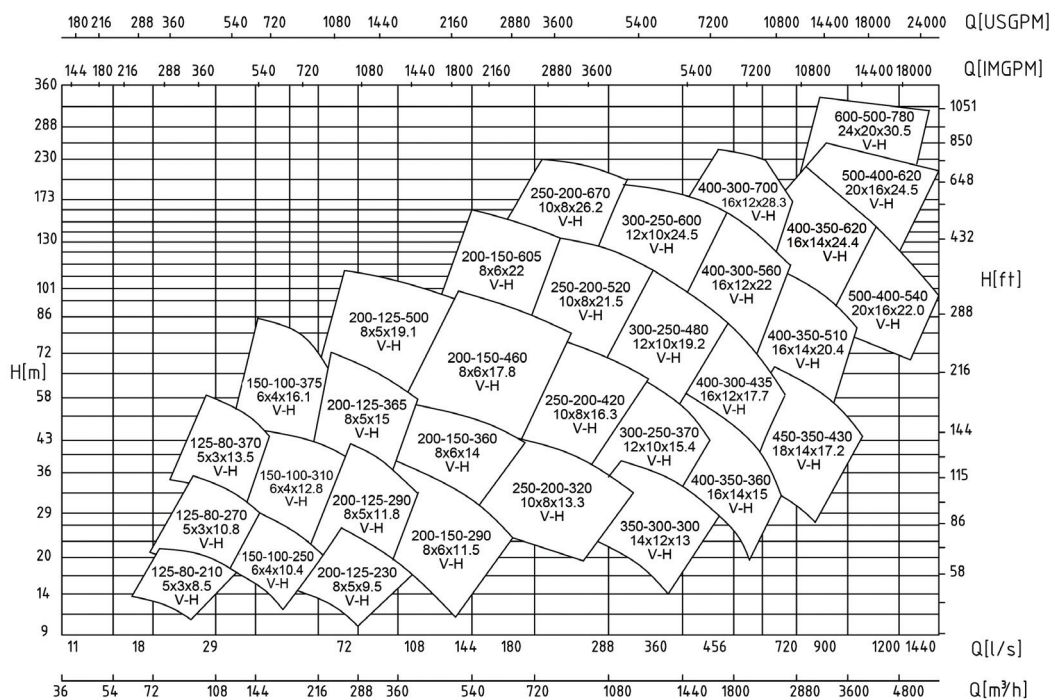 180 216 288 360 540 720 1080 1440 2160 2880 3600 5400 7200 10800 14400 18000 24000 Q[USGPM]
144 180 216 288 360 540 720 1080 1440 1800 2160 2880 3600 5400 7200 10800 14400 18000 Q[IMGPM]
360
288
230
173
130
101
86
72
58
43
36
29
20
14
9
H[m]
1051
850
648
432
288
216
144
115
86
58
H[ft]
600-500-780
24x20x30.5
V-H
500-400-620
20x16x24.5
V-H
400-300-700
16x12x28.3
V-H
250-200-670
10x8x26.2
V-H
300-250-600
12x10x24.5
V-H
400-350-620
16x14x24.4
V-H
200-150-605
8x6x22
V-H
400-300-560
16x12x22
V-H
250-200-520
10x8x21.5
V-H
500-400-540
20x16x22.0
V-H
200-125-500
8x5x19.1
V-H
300-250-480
12x10x19.2
V-H
400-350-510
16x14x20.4
V-H
200-150-460
8x6x17.8
V-H
150-100-375
6x4x16.1
V-H
400-300-435
16x12x17.7
V-H
200-125-365
8x5x15
V-H
250-200-420
10x8x16.3
V-H
125-80-370
5x3x13.5
V-H
200-150-360
8x6x14
V-H
300-250-370
12x10x15.4
V-H
450-350-430
18x14x17.2
V-H
150-100-310
6x4x12.8
V-H
400-350-360
16x14x15
V-H
200-125-290
8x5x11.8
V-H
250-200-320
10x8x13.3
V-H
125-80-270
5x3x10.8
V-H
350-300-300
14x12x13
V-H
200-150-290
8x6x11.5
V-H
150-100-250
6x4x10.4
V-H
125-80-210
5x3x8.5
V-H
200-125-230
8x5x9.5
V-H
11 18 29 72 108 144 180 288 360 456 720 900 1200 1440 Q[l/s]
36 54 72 108 144 216 288 360 540 720 1080 1440 1800 2880 3600 4800 Q[m³/h]